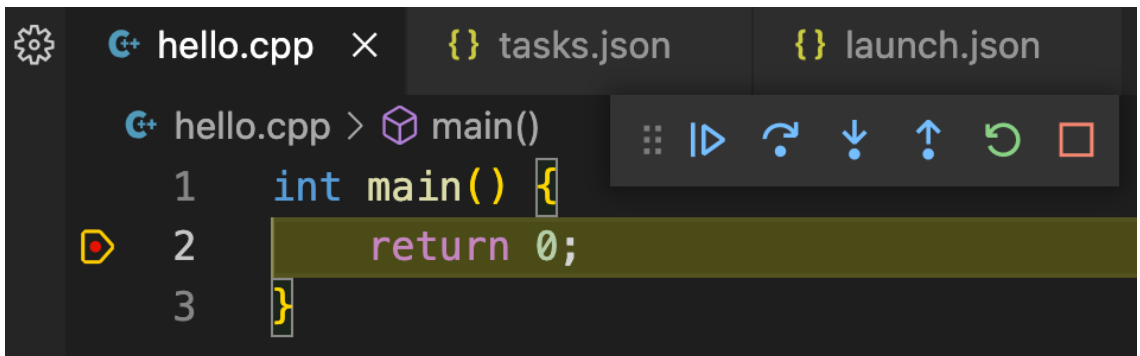 hello.cpp tasks.json launch.json
hello.cpp > main()
1 int main() {
2 return 0;
3 }